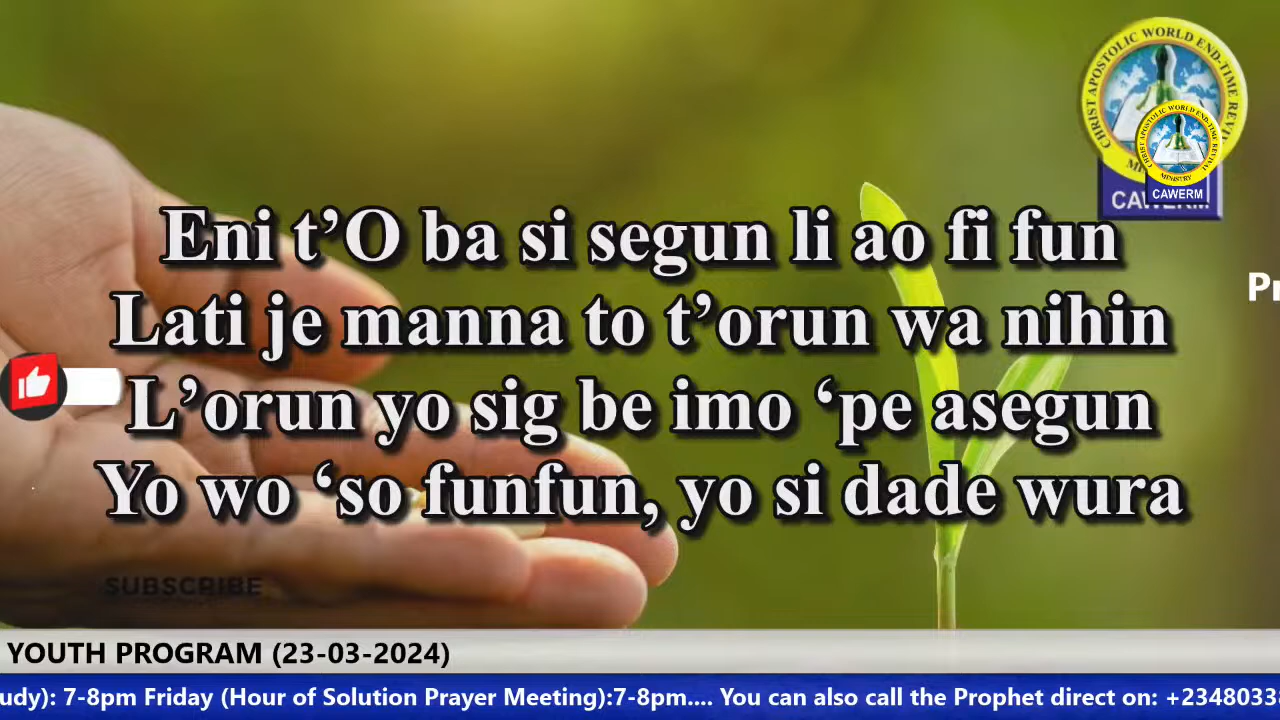 CHRIST APOSTOLIC WORLD END-TIME REVIVAL
MINISTRY
CAWERM
Eni t’O ba si segun li ao fi fun
Lati je manna to t’orun wa nihin
L’orun yo sig be imo ‘pe asegun
Yo wo ‘so funfun, yo si dade wura
SUBSCRIBE
YOUTH PROGRAM (23-03-2024)
7-8pm Friday (Hour of Solution Prayer Meeting):7-8pm.... You can also call the Prophet direct on: